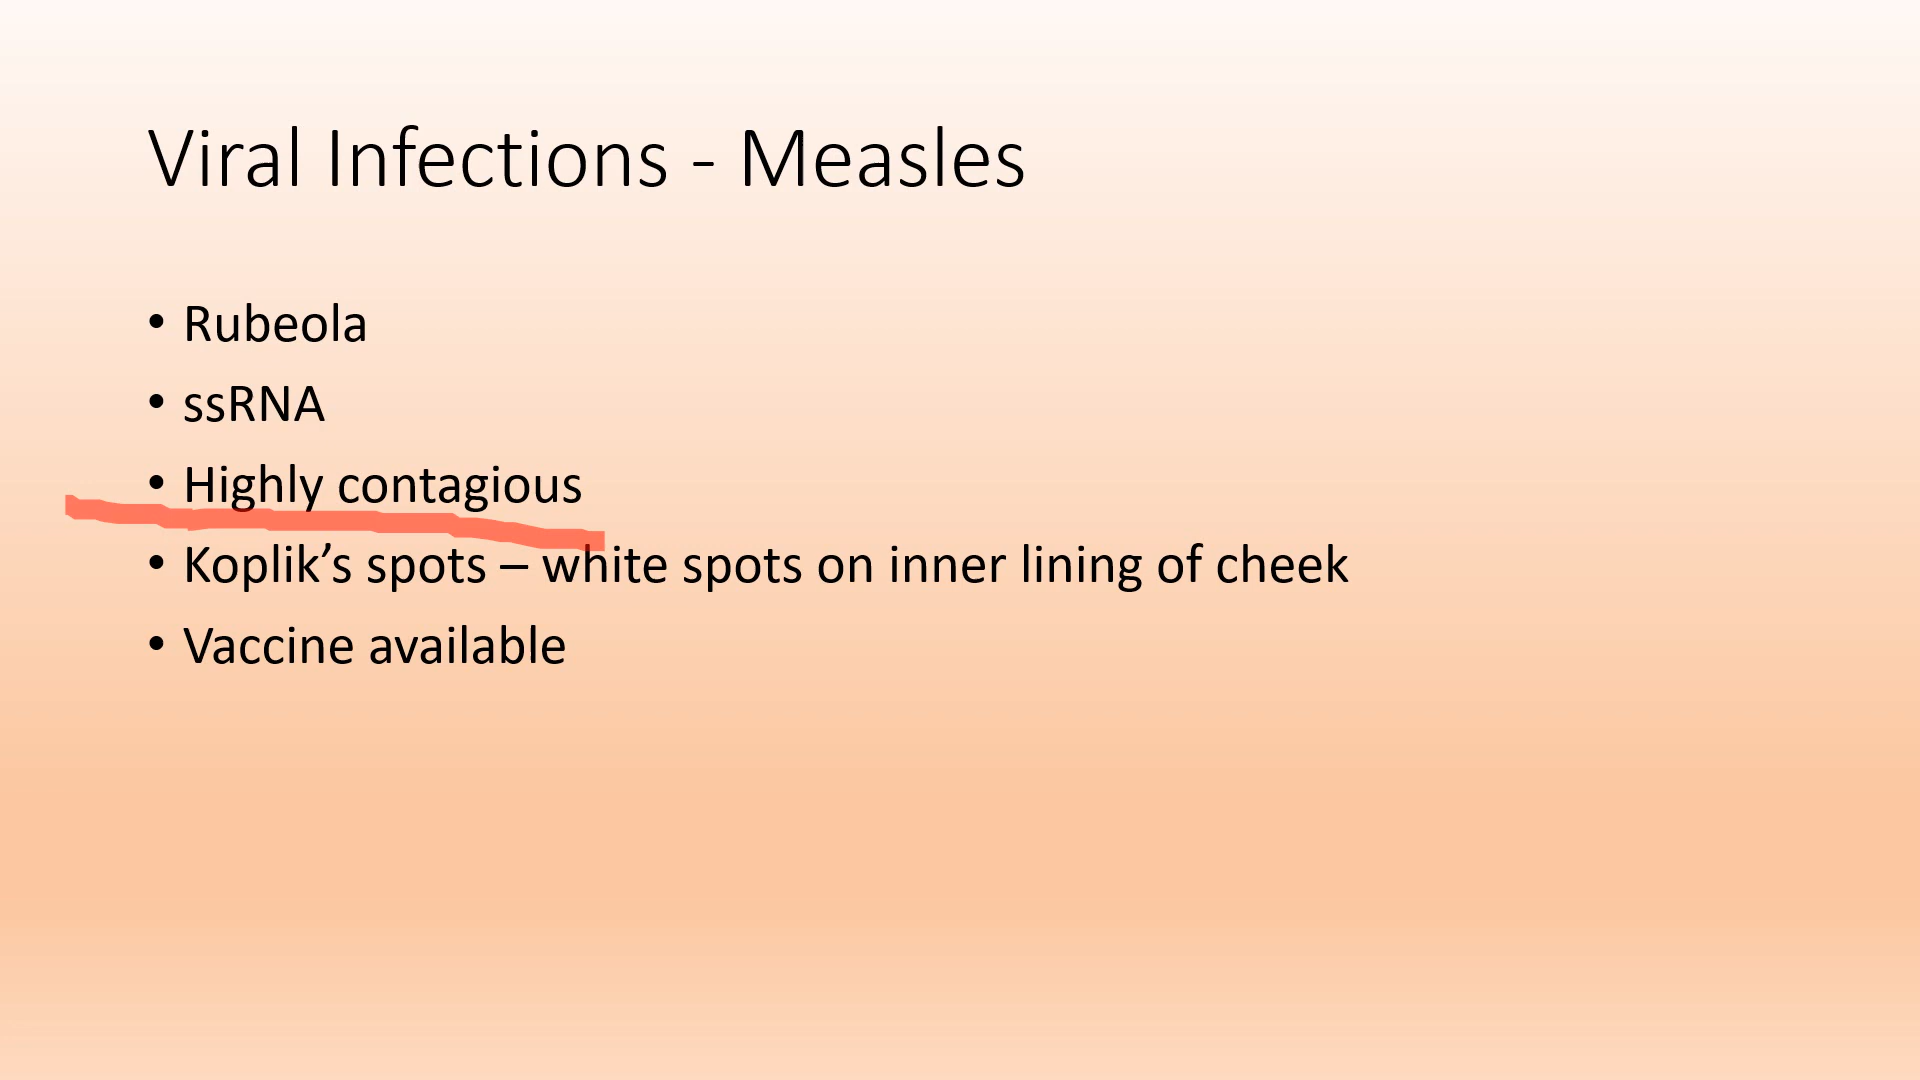 Viral Infections - Measles
• Rubeola
• ssRNA
• Highly contagious
• Koplik’s spots – white spots on inner lining of cheek
• Vaccine available